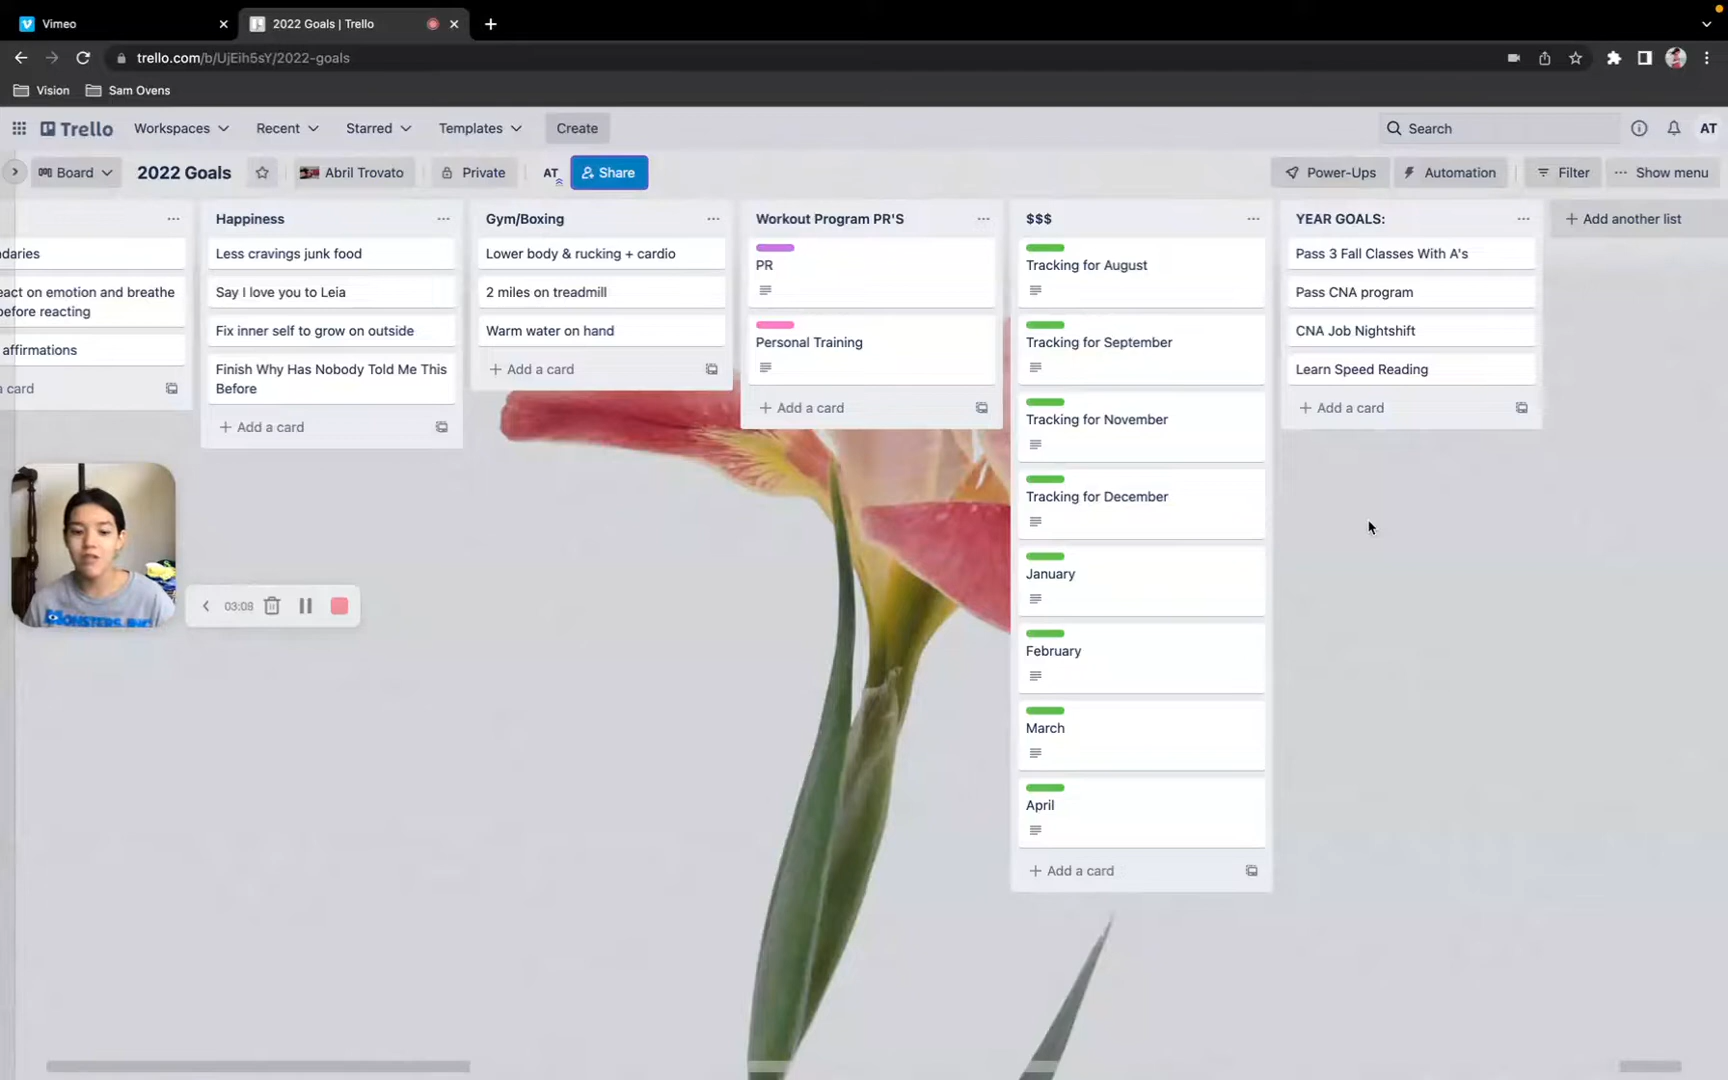 Vimeo
2022 Goals | Trello
trello.com/b/UjEih5sY/2022-goals
Vision
Sam Ovens
Trello
Workspaces
Recent
Starred
Templates
Create
Search
AT
Board
2022 Goals
Abril Trovato
Private
AT
Share
Power-Ups
Automation
Filter
Show menu
daries
eact on emotion and breathe
before reacting
affirmations
a card
Happiness
Less cravings junk food
Say I love you to Leia
Fix inner self to grow on outside
Finish Why Has Nobody Told Me This
Before
Add a card
Gym/Boxing
Lower body & rucking + cardio
2 miles on treadmill
Warm water on hand
Add a card
Workout Program PR'S
PR
Personal Training
Add a card
$$$
Tracking for August
Tracking for September
Tracking for November
Tracking for December
January
February
March
April
Add a card
YEAR GOALS:
Pass 3 Fall Classes With A's
Pass CNA program
CNA Job Nightshift
Learn Speed Reading
Add a card
Add another list
MONSTERS, INC.
03:08